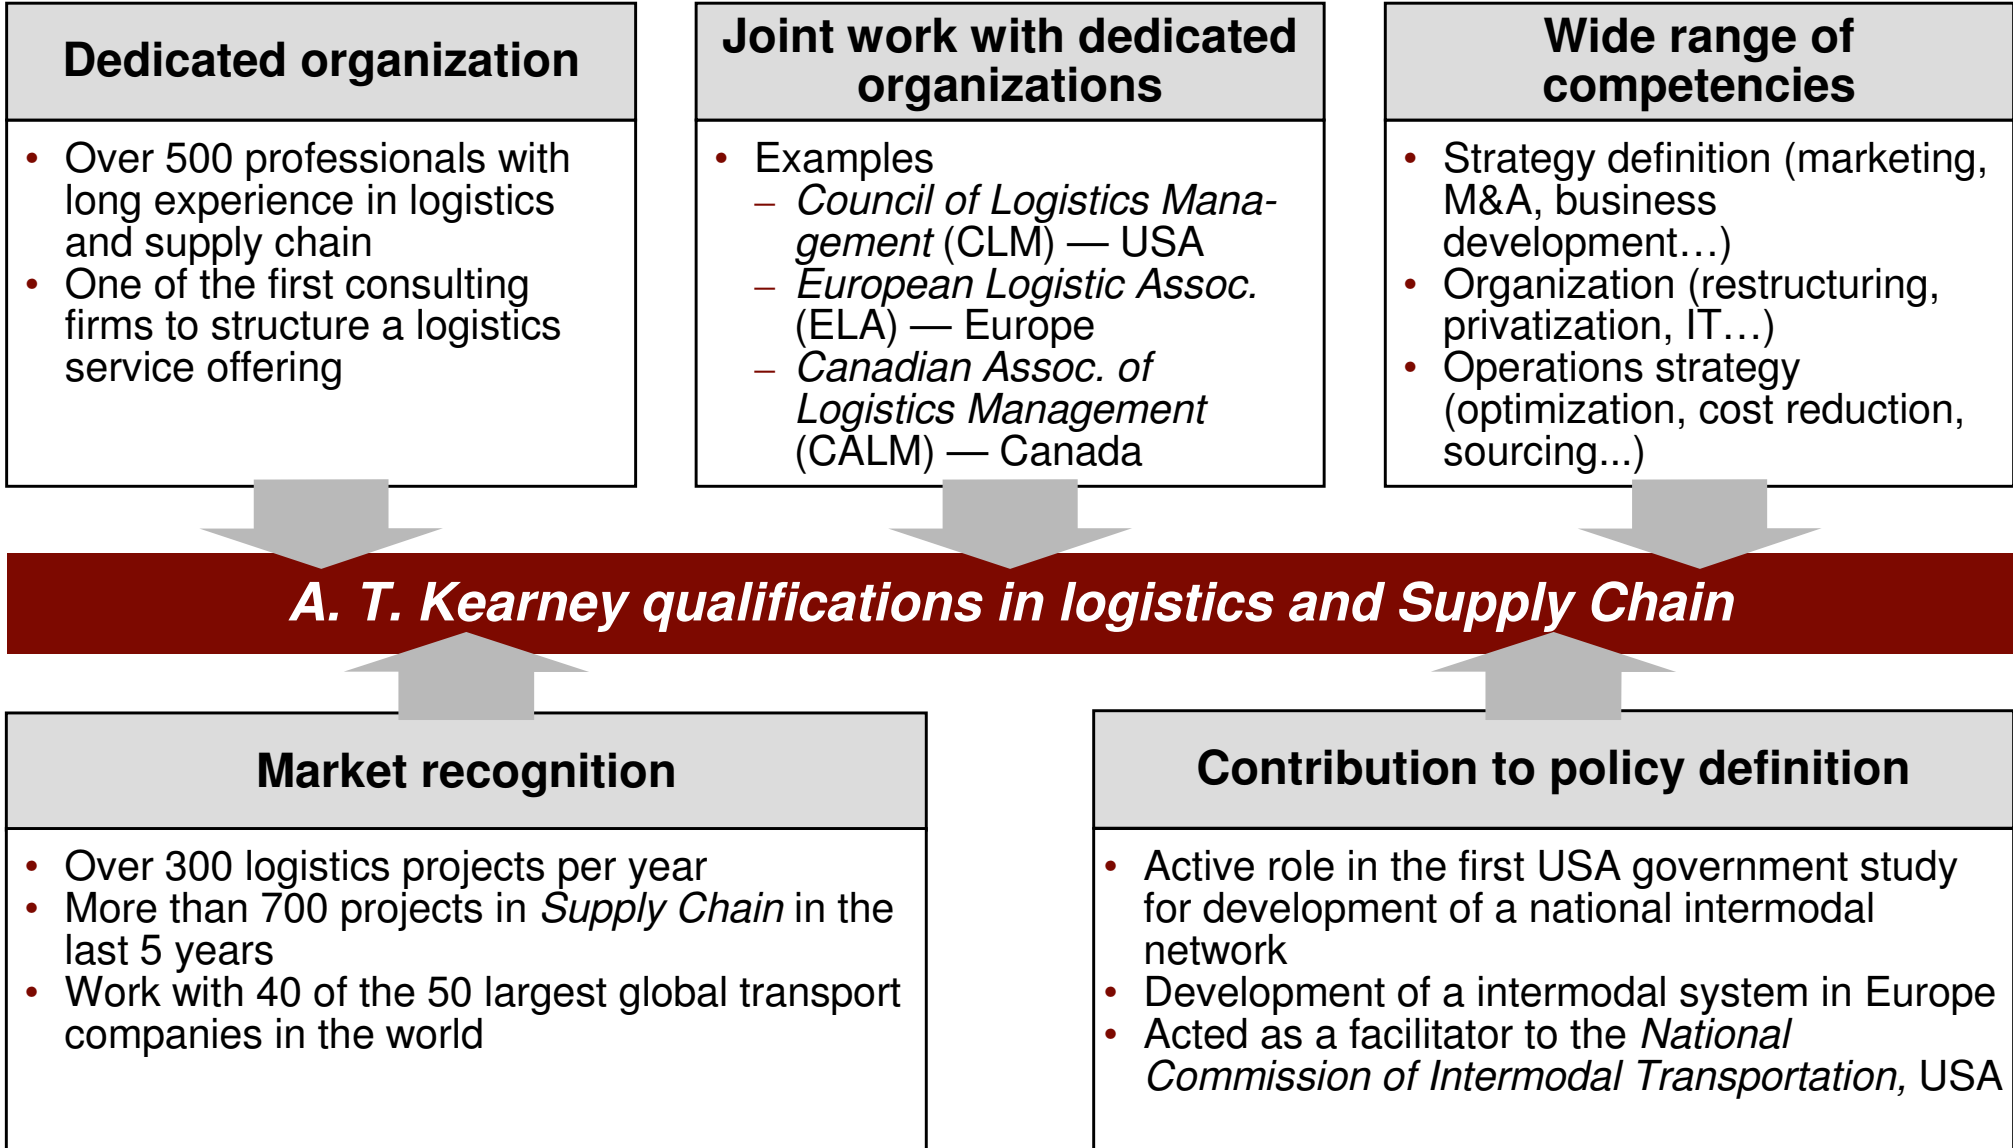 Dedicated organization
• Over 500 professionals with
long experience in logistics
and supply chain
• One of the first consulting
firms to structure a logistics
service offering
Joint work with dedicated
organizations
• Examples
– Council of Logistics Mana-
gement (CLM) — USA
– European Logistic Assoc.
(ELA) — Europe
– Canadian Assoc. of
Logistics Management
(CALM) — Canada
Wide range of
competencies
• Strategy definition (marketing,
M&A, business
development…)
• Organization (restructuring,
privatization, IT…)
• Operations strategy
(optimization, cost reduction,
sourcing...)
A. T. Kearney qualifications in logistics and Supply Chain
Market recognition
• Over 300 logistics projects per year
• More than 700 projects in Supply Chain in the
last 5 years
• Work with 40 of the 50 largest global transport
companies in the world
Contribution to policy definition
• Active role in the first USA government study
for development of a national intermodal
network
• Development of a intermodal system in Europe
• Acted as a facilitator to the National
Commission of Intermodal Transportation, USA